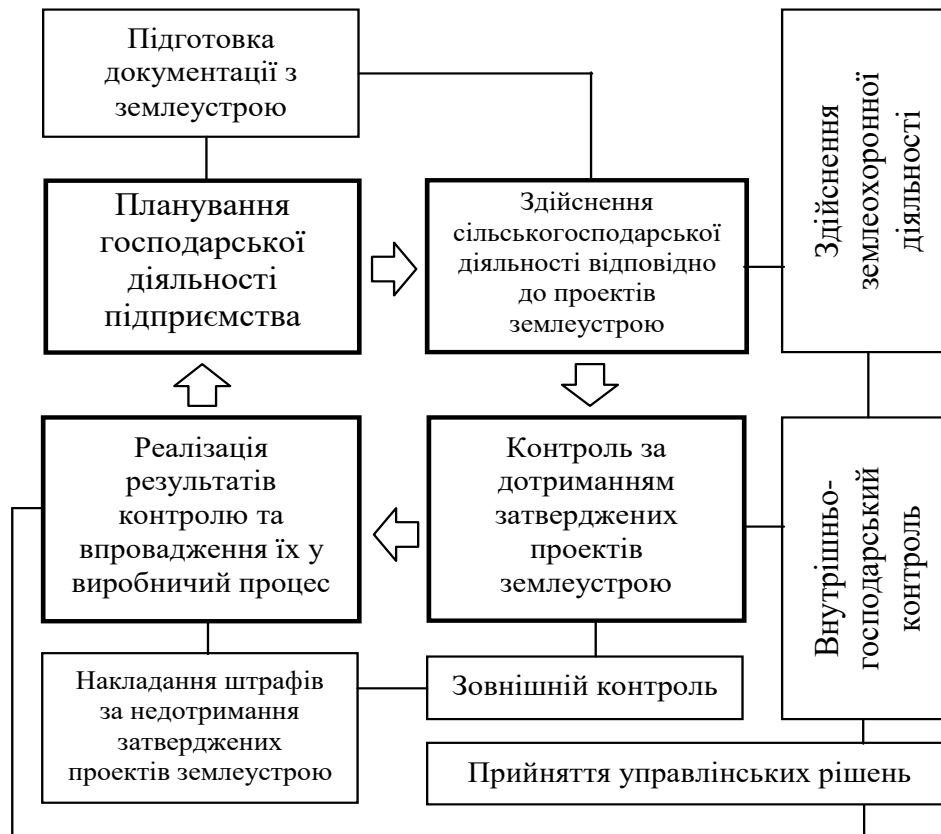 Підготовка
документації з
землеустрою
Здійснення
землеохоронної
діяльності
Планування
господарської
діяльності
підприємства
Здійснення
сільськогосподарської
діяльності відповідно
до проектів
землеустрою
Реалізація
результатів
контролю та
впровадження їх у
виробничий процес
Контроль за
дотриманням
затверджених
проектів
землеустрою
Внутрішньо-
господарський
контроль
Накладання штрафів
за недотримання
затверджених
проектів землеустрою
Зовнішній контроль
Прийняття управлінських рішень